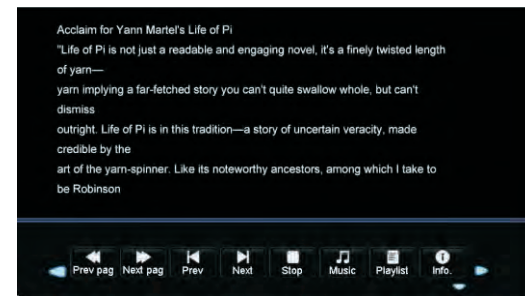 Acclaim for Yann Martel's Life of Pi
"Life of Pi is not just a readable and engaging novel, it's a finely twisted length
of yarn—
yarn implying a far-fetched story you can't quite swallow whole, but can't
dismiss
outright. Life of Pi is in this tradition—a story of uncertain veracity, made
credible by the
art of the yarn-spinner. Like its noteworthy ancestors, among which I take to
be Robinson
Prev pag Next pag Prev Next Stop Music Playlist Info.